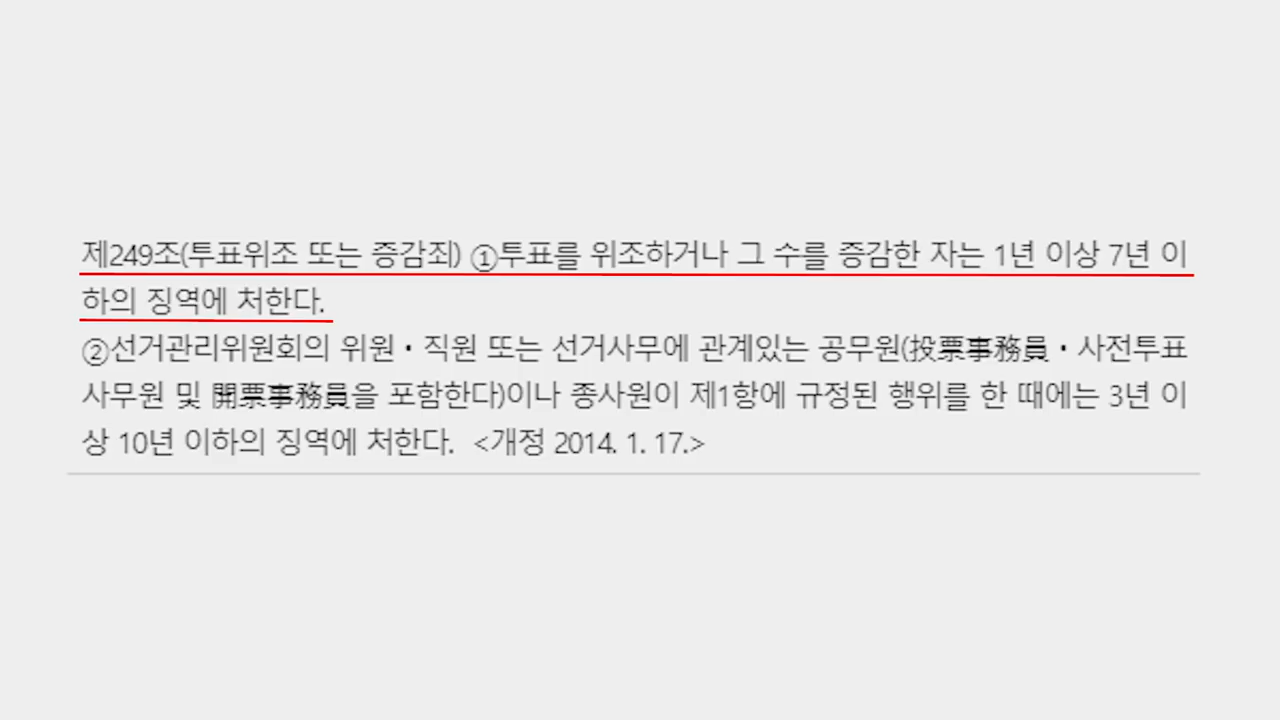 제249조(투표위조 또는 증감죄) ①투표를 위조하거나 그 수를 증감한 자는 1년 이상 7년 이
하의 징역에 처한다.
②선거관리위원회의 위원・직원 또는 선거사무에 관계있는 공무원(投票事務員・사전투표
사무원 및 開票事務員을 포함한다)이나 종사원이 제1항에 규정된 행위를 한 때에는 3년 이
상 10년 이하의 징역에 처한다. <개정 2014. 1. 17.>